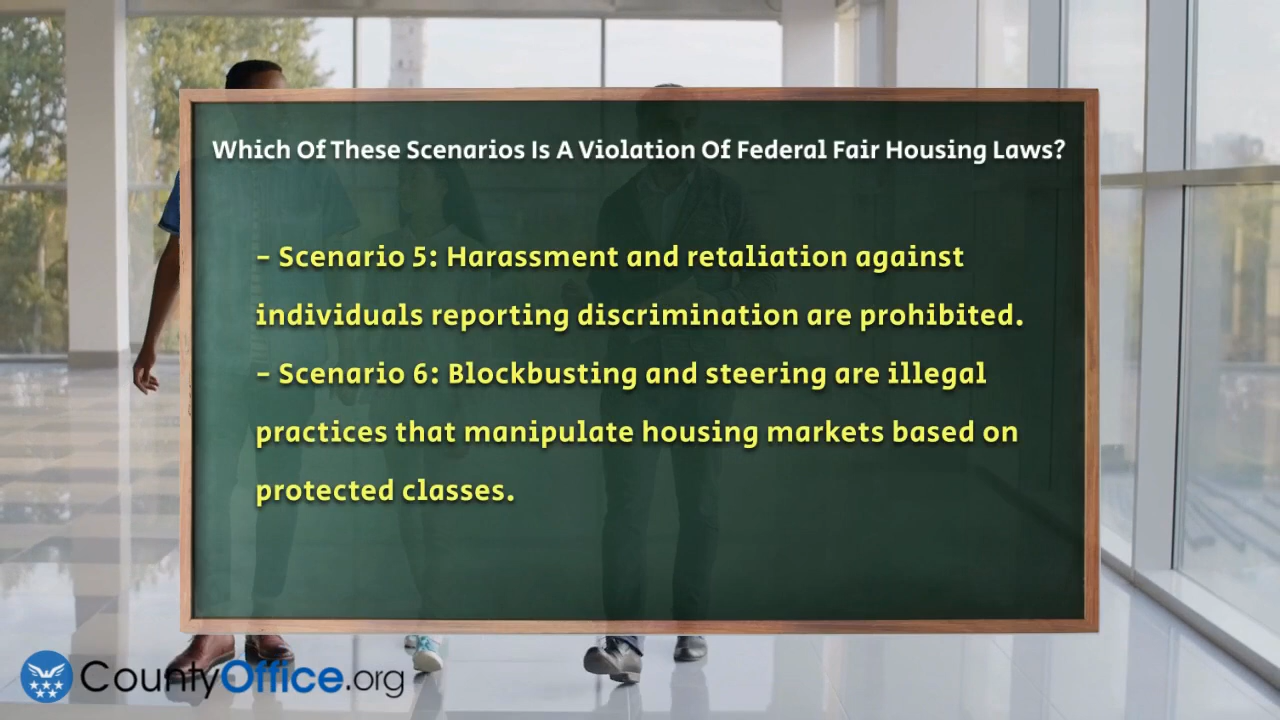 Which Of These Scenarios Is A Violation Of Federal Fair Housing Laws?
- Scenario 5: Harassment and retaliation against
individuals reporting discrimination are prohibited.
- Scenario 6: Blockbusting and steering are illegal
practices that manipulate housing markets based on
protected classes.
CountyOffice.org